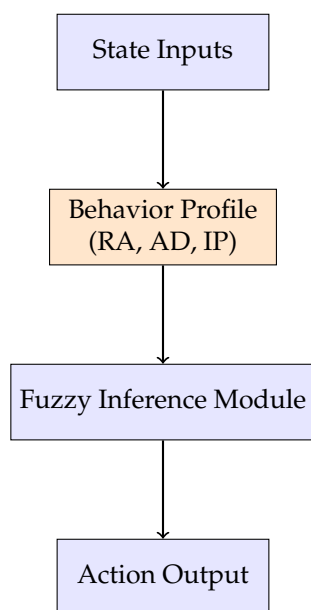 State Inputs
Behavior Profile
(RA, AD, IP)
Fuzzy Inference Module
Action Output